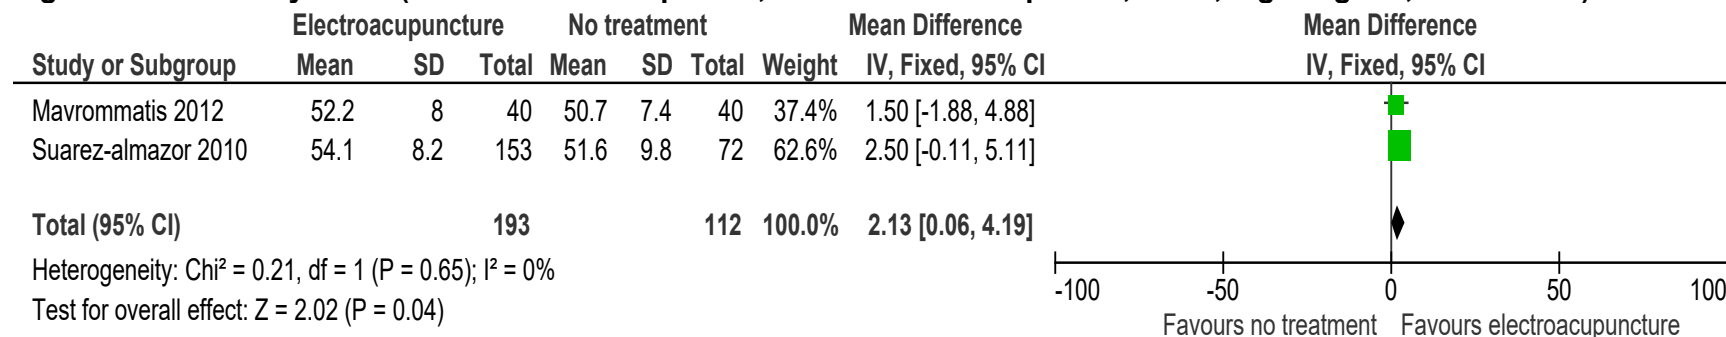 Electroacupuncture No treatment Mean Difference Mean Difference
Study or Subgroup Mean SD Total Mean SD Total Weight IV, Fixed, 95% CI IV, Fixed, 95% CI
Mavrommatis 2012 52.2 8 40 50.7 7.4 40 37.4% 1.50 [-1.88, 4.88]
Suarez-almazor 2010 54.1 8.2 153 51.6 9.8 72 62.6% 2.50 [-0.11, 5.11]
Total (95% CI) 193 112 100.0% 2.13 [0.06, 4.19]
Heterogeneity: Chi² = 0.21, df = 1 (P = 0.65); I² = 0%
Test for overall effect: Z = 2.02 (P = 0.04)
-100 -50 0 50 100
Favours no treatment Favours electroacupuncture